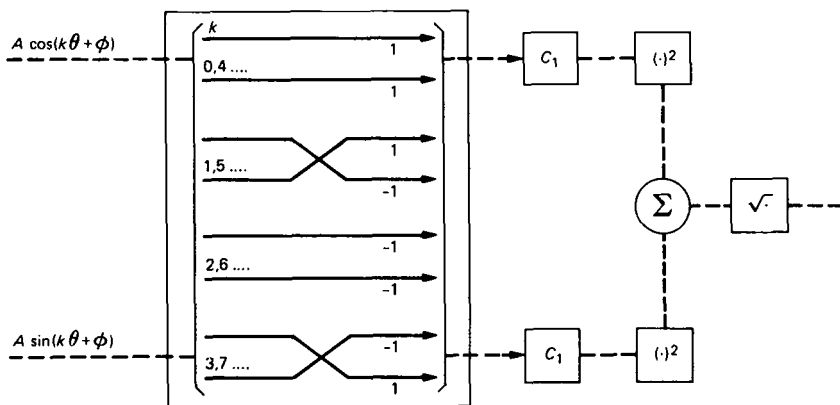 k
A cos(kθ + ϕ)
1
0,4 ....
1
C₁
(·)²
1
1,5 ....
-1
Σ
√·
-1
2,6 ....
-1
A sin(kθ + ϕ)
-1
3,7 ....
1
C₁
(·)²